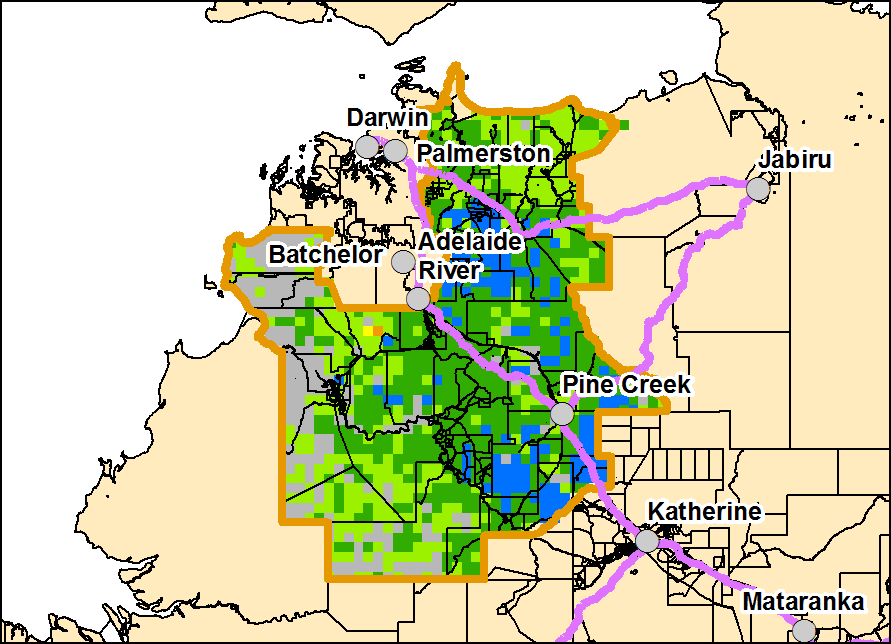 Darwin
Palmerston
Jabiru
Adelaide
Batchelor
River
Pine Creek
Katherine
Mataranka